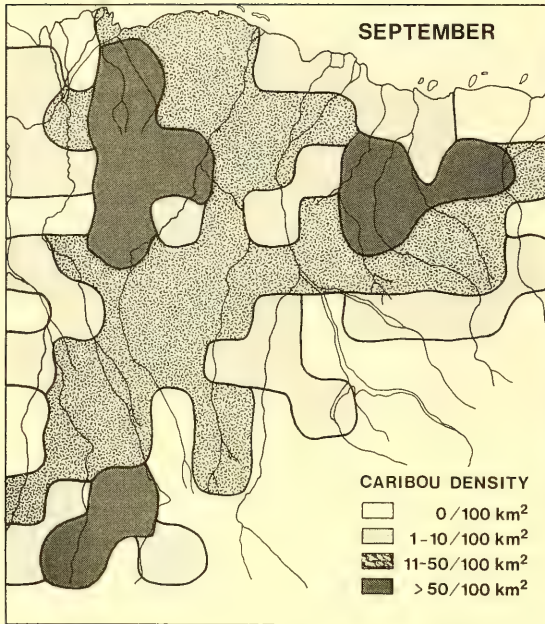 SEPTEMBER
CARIBOU DENSITY
0/100 km²
1-10/100 km²
11-50/100 km²
>50/100 km²